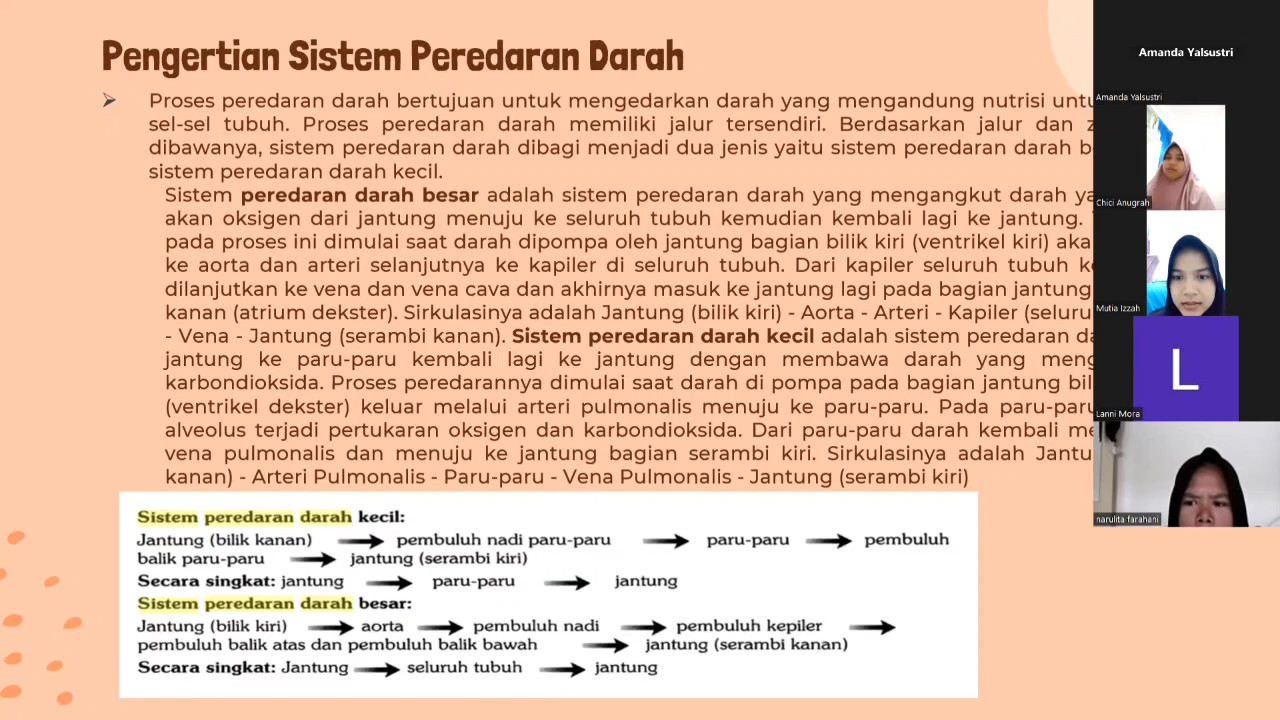 Pengertian Sistem Peredaran Darah
➢ Proses peredaran darah bertujuan untuk mengedarkan darah yang mengandung nutrisi
sel-sel tubuh. Proses peredaran darah memiliki jalur tersendiri. Berdasarkan jalur dan
dibawanya, sistem peredaran darah dibagi menjadi dua jenis yaitu sistem peredaran darah
sistem peredaran darah kecil.
Sistem peredaran darah besar adalah sistem peredaran darah yang mengangkut darah
akan oksigen dari jantung menuju ke seluruh tubuh kemudian kembali lagi ke jantung.
pada proses ini dimulai saat darah dipompa oleh jantung bagian bilik kiri (ventrikel kiri)
ke aorta dan arteri selanjutnya ke kapiler di seluruh tubuh. Dari kapiler seluruh tubuh
dilanjutkan ke vena dan vena cava dan akhirnya masuk ke jantung lagi pada bagian jantung
kanan (atrium dekster). Sirkulasinya adalah Jantung (bilik kiri) - Aorta - Arteri - Kapiler
- Vena - Jantung (serambi kanan). Sistem peredaran darah kecil adalah sistem peredaran
jantung ke paru-paru kembali lagi ke jantung dengan membawa darah yang
karbondioksida. Proses peredarannya dimulai saat darah di pompa pada bagian jantung
(ventrikel dekster) keluar melalui arteri pulmonalis menuju ke paru-paru. Pada paru-paru
alveolus terjadi pertukaran oksigen dan karbondioksida. Dari paru-paru darah kembali
vena pulmonalis dan menuju ke jantung bagian serambi kiri. Sirkulasinya adalah
kanan) - Arteri Pulmonalis - Paru-paru - Vena Pulmonalis - Jantung (serambi kiri)
Sistem peredaran darah kecil:
Jantung (bilik kanan) → pembuluh nadi paru-paru → paru-paru → pembuluh
balik paru-paru → jantung (serambi kiri)
Secara singkat: jantung → paru-paru → jantung
Sistem peredaran darah besar:
Jantung (bilik kiri) → aorta → pembuluh nadi → pembuluh kepiler →
pembuluh balik atas dan pembuluh balik bawah → jantung (serambi kanan)
Secara singkat: Jantung → seluruh tubuh → jantung
Amanda Yalsustri
Amanda Yalsustri
Chici Anugrah
Mutia Izzah
L
Lanni Mora
narulita farahani